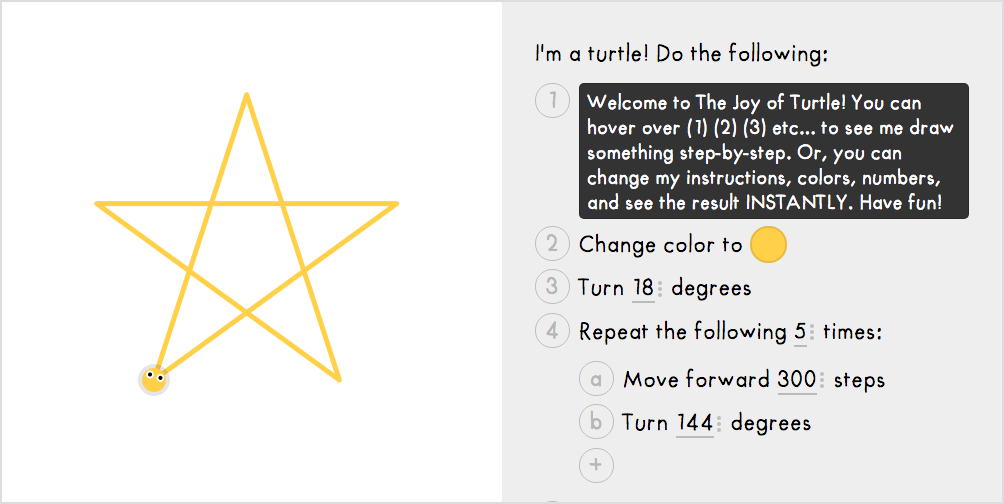 I'm a turtle! Do the following:
1
Welcome to The Joy of Turtle! You can
hover over (1) (2) (3) etc... to see me draw
something step-by-step. Or, you can
change my instructions, colors, numbers,
and see the result INSTANTLY. Have fun!
2 Change color to
3 Turn 18 degrees
4 Repeat the following 5 times:
a Move forward 300 steps
b Turn 144 degrees
+